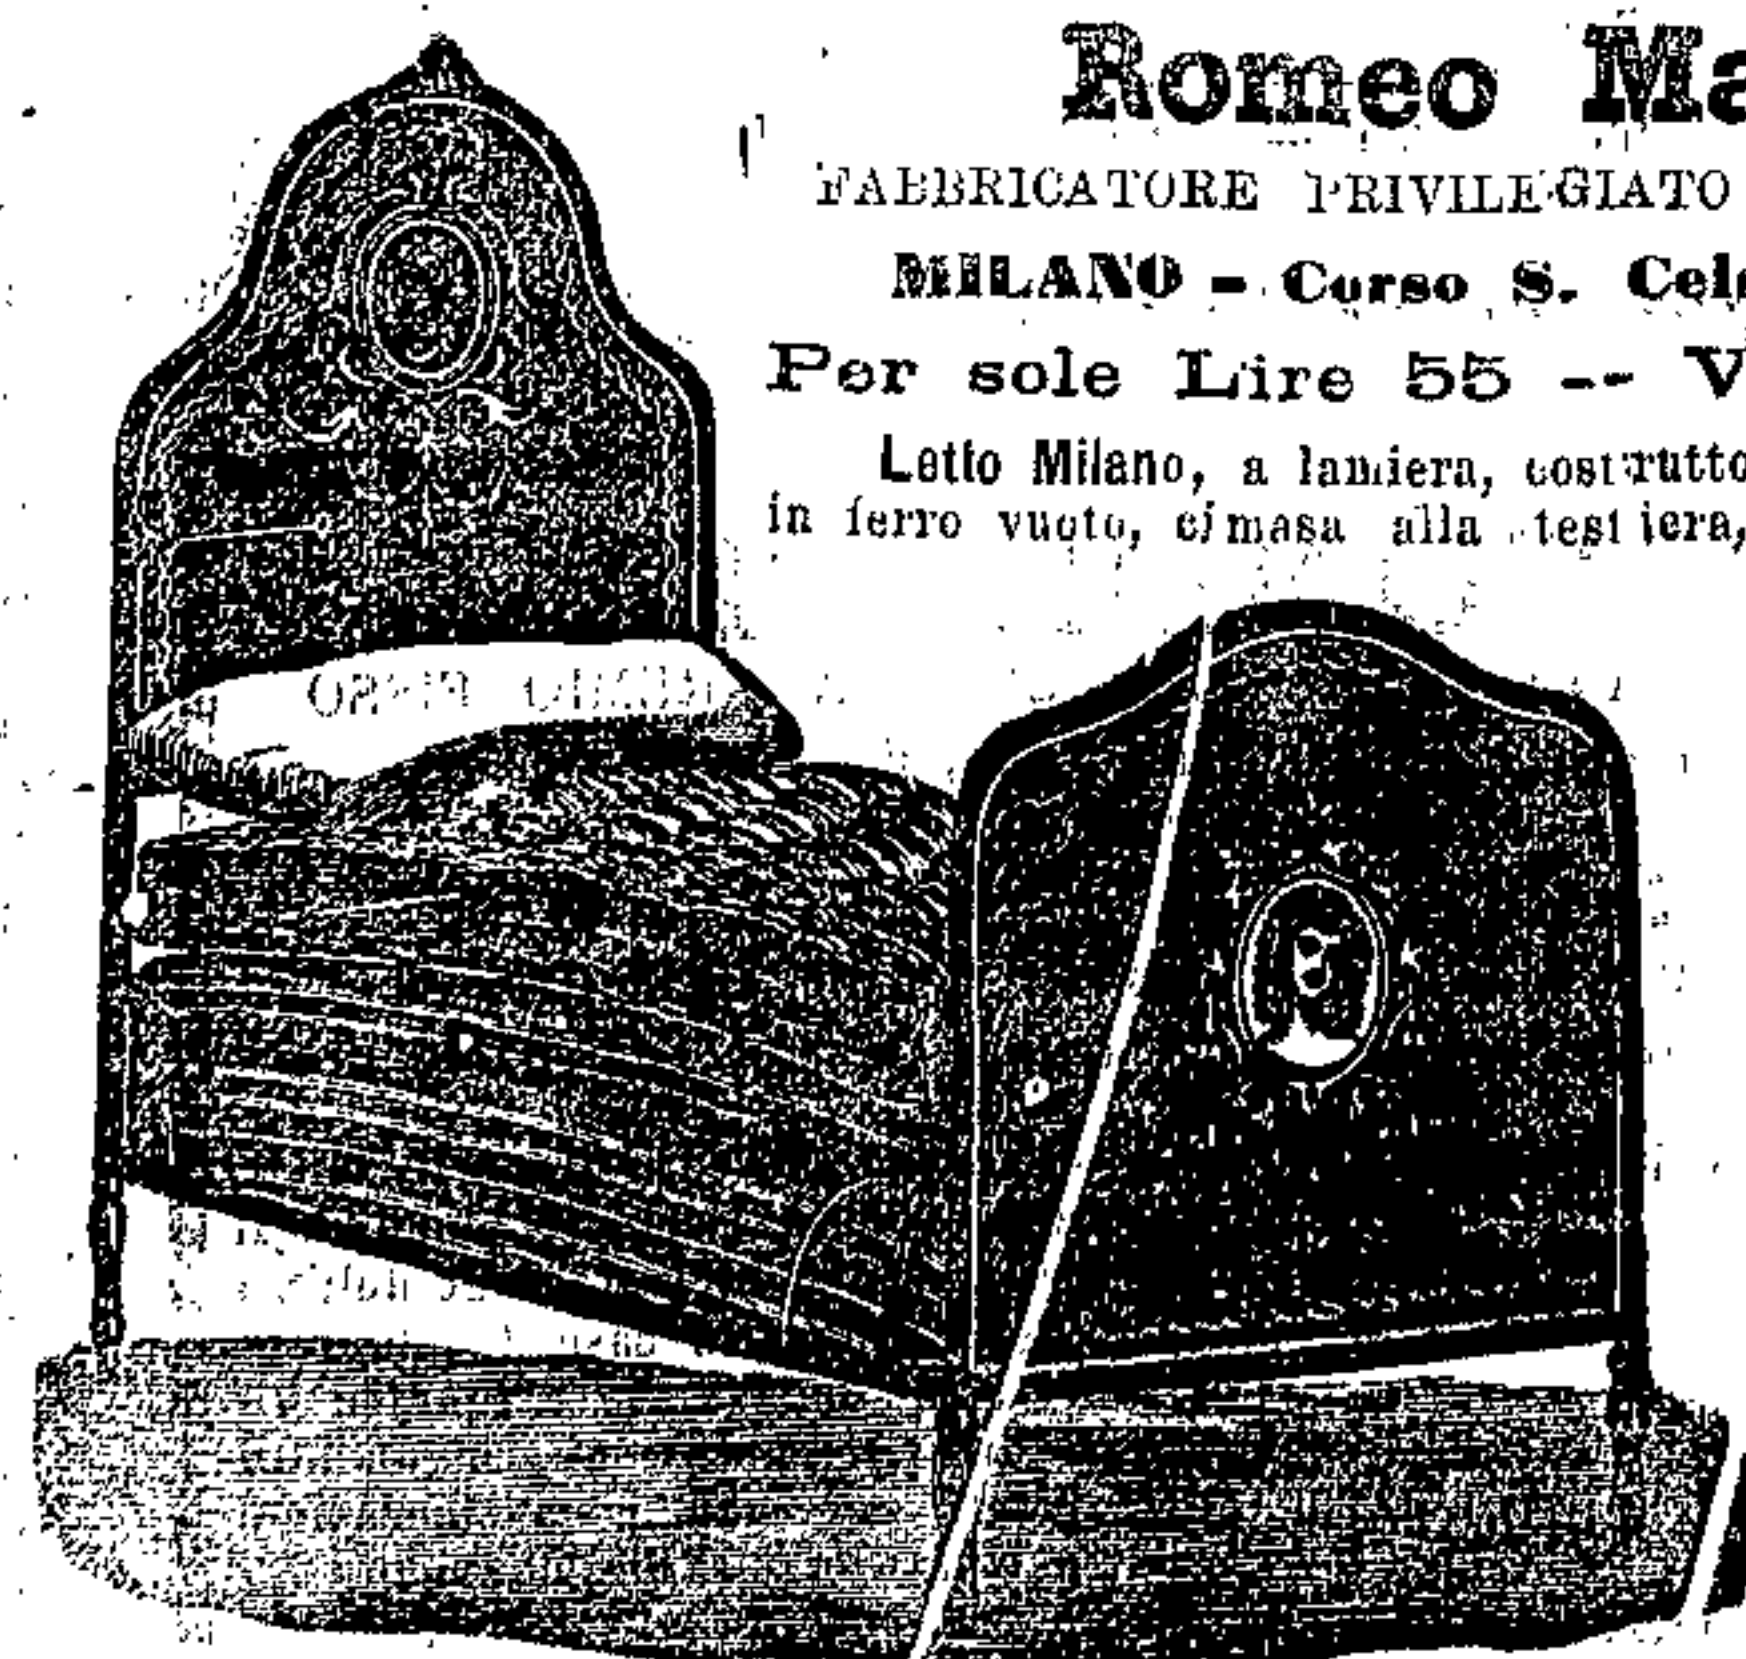 Romeo Ma
FABBRICATORE PRIVILEGIATO
MILANO - Corso S. Cels
Per sole Lire 55 -- V
Letto Milano, a lamiera, costrutto
in ferro vuoto, cimasa alla testiera,